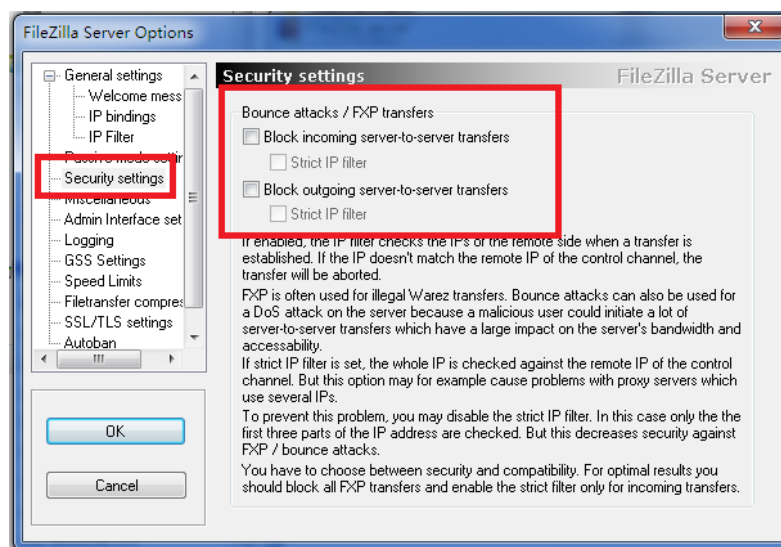 FileZilla Server Options
General settings
Welcome mess
IP bindings
IP Filter
Passive mode settir
Security settings
Miscellaneous
Admin Interface set
Logging
GSS Settings
Speed Limits
Filetransfer compres
SSL/TLS settings
Autoban
OK
Cancel
Security settings
FileZilla Server
Bounce attacks / FXP transfers
Block incoming server-to-server transfers
Strict IP filter
Block outgoing server-to-server transfers
Strict IP filter
If enabled, the IP filter checks the IPs of the remote side when a transfer is
established. If the IP doesn't match the remote IP of the control channel, the
transfer will be aborted.
FXP is often used for illegal Warez transfers. Bounce attacks can also be used for
a DoS attack on the server because a malicious user could initiate a lot of
server-to-server transfers which have a large impact on the server's bandwidth and
accessability.
If strict IP filter is set, the whole IP is checked against the remote IP of the control
channel. But this option may for example cause problems with proxy servers which
use several IPs.
To prevent this problem, you may disable the strict IP filter. In this case only the the
first three parts of the IP address are checked. But this decreases security against
FXP / bounce attacks.
You have to choose between security and compatibility. For optimal results you
should block all FXP transfers and enable the strict filter only for incoming transfers.